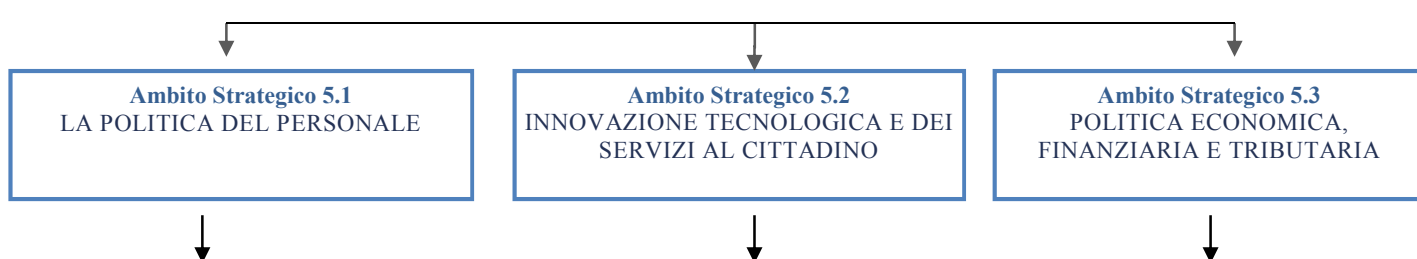 Ambito Strategico 5.1
LA POLITICA DEL PERSONALE
Ambito Strategico 5.2
INNOVAZIONE TECNOLOGICA E DEI
SERVIZI AL CITTADINO
Ambito Strategico 5.3
POLITICA ECONOMICA,
FINANZIARIA E TRIBUTARIA